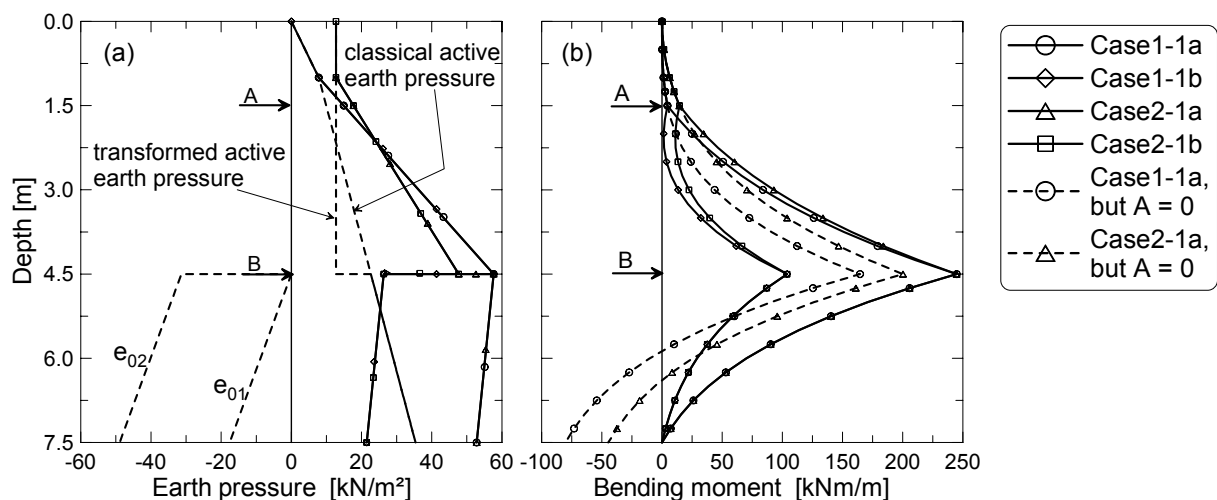 (a)
classical active
earth pressure
A
transformed active
earth pressure
B
e02
e01
0.0
1.5
3.0
4.5
6.0
7.5
Depth [m]
-60 -40 -20 0 20 40 60
Earth pressure [kN/m²]
(b)
A
B
-100 -50 0 50 100 150 200 250
Bending moment [kNm/m]
Case1-1a
Case1-1b
Case2-1a
Case2-1b
Case1-1a,
but A = 0
Case2-1a,
but A = 0